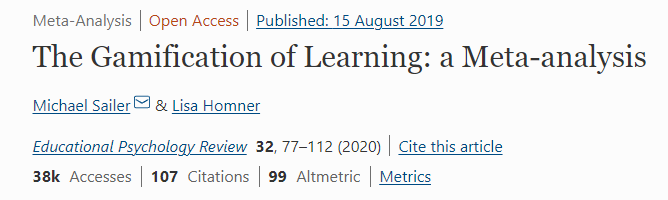 Meta-Analysis | Open Access | Published: 15 August 2019
The Gamification of Learning: a Meta-analysis
Michael Sailer & Lisa Homner
Educational Psychology Review 32, 77–112 (2020) | Cite this article
38k Accesses | 107 Citations | 99 Altmetric | Metrics